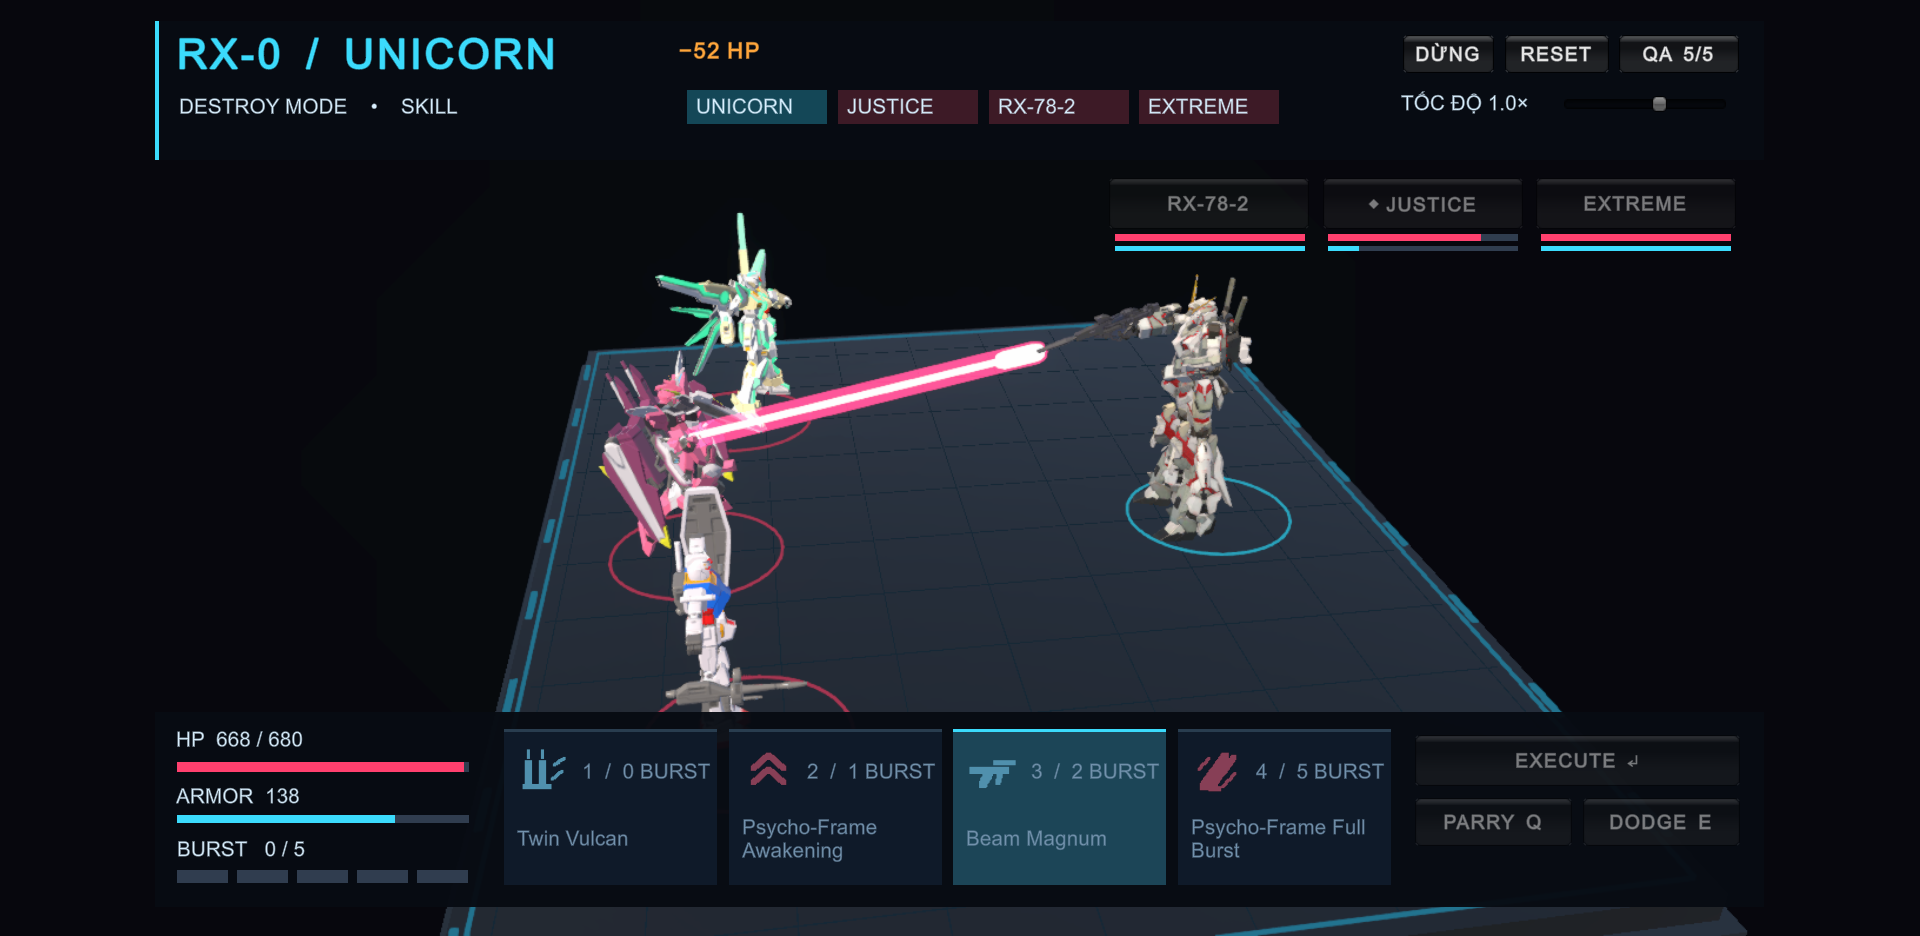 RX-0 / UNICORN
DESTROY MODE • SKILL
−52 HP
UNICORN
JUSTICE
RX-78-2
EXTREME
DỪNG
RESET
QA 5/5
TỐC ĐỘ 1.0×
RX-78-2
◆ JUSTICE
EXTREME
HP 668 / 680
ARMOR 138
BURST 0 / 5
1 / 0 BURST
Twin Vulcan
2 / 1 BURST
Psycho-Frame
Awakening
3 / 2 BURST
Beam Magnum
4 / 5 BURST
Psycho-Frame Full
Burst
EXECUTE ↲
PARRY Q
DODGE E